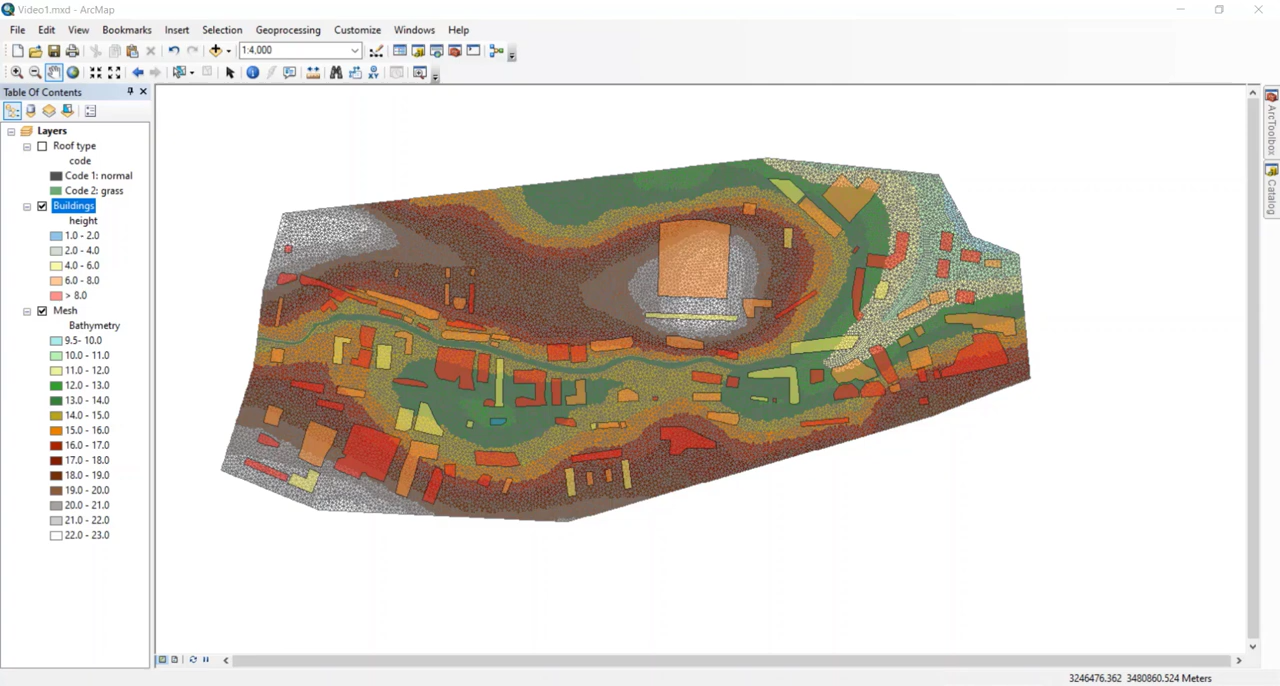 Video1.mxd - ArcMap
File Edit View Bookmarks Insert Selection Geoprocessing Customize Windows Help
1:4,000
Table Of Contents
Layers
Roof type
code
Code 1: normal
Code 2: grass
Buildings
height
1.0 - 2.0
2.0 - 4.0
4.0 - 6.0
6.0 - 8.0
> 8.0
Mesh
Bathymetry
9.5- 10.0
10.0 - 11.0
11.0 - 12.0
12.0 - 13.0
13.0 - 14.0
14.0 - 15.0
15.0 - 16.0
16.0 - 17.0
17.0 - 18.0
18.0 - 19.0
19.0 - 20.0
20.0 - 21.0
21.0 - 22.0
22.0 - 23.0
ArcToolbox
Catalog
3246476.362 3480860.524 Meters